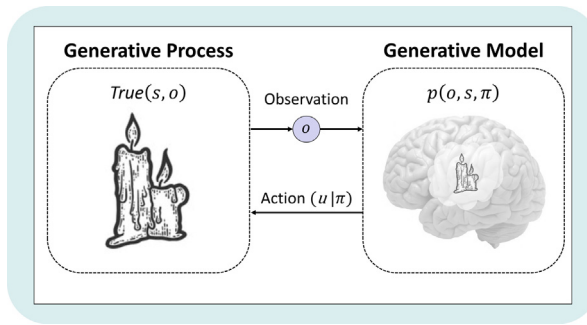 Generative Process
Generative Model
True(s, o)
Observation
o
p(o, s, π)
Action (u|π)